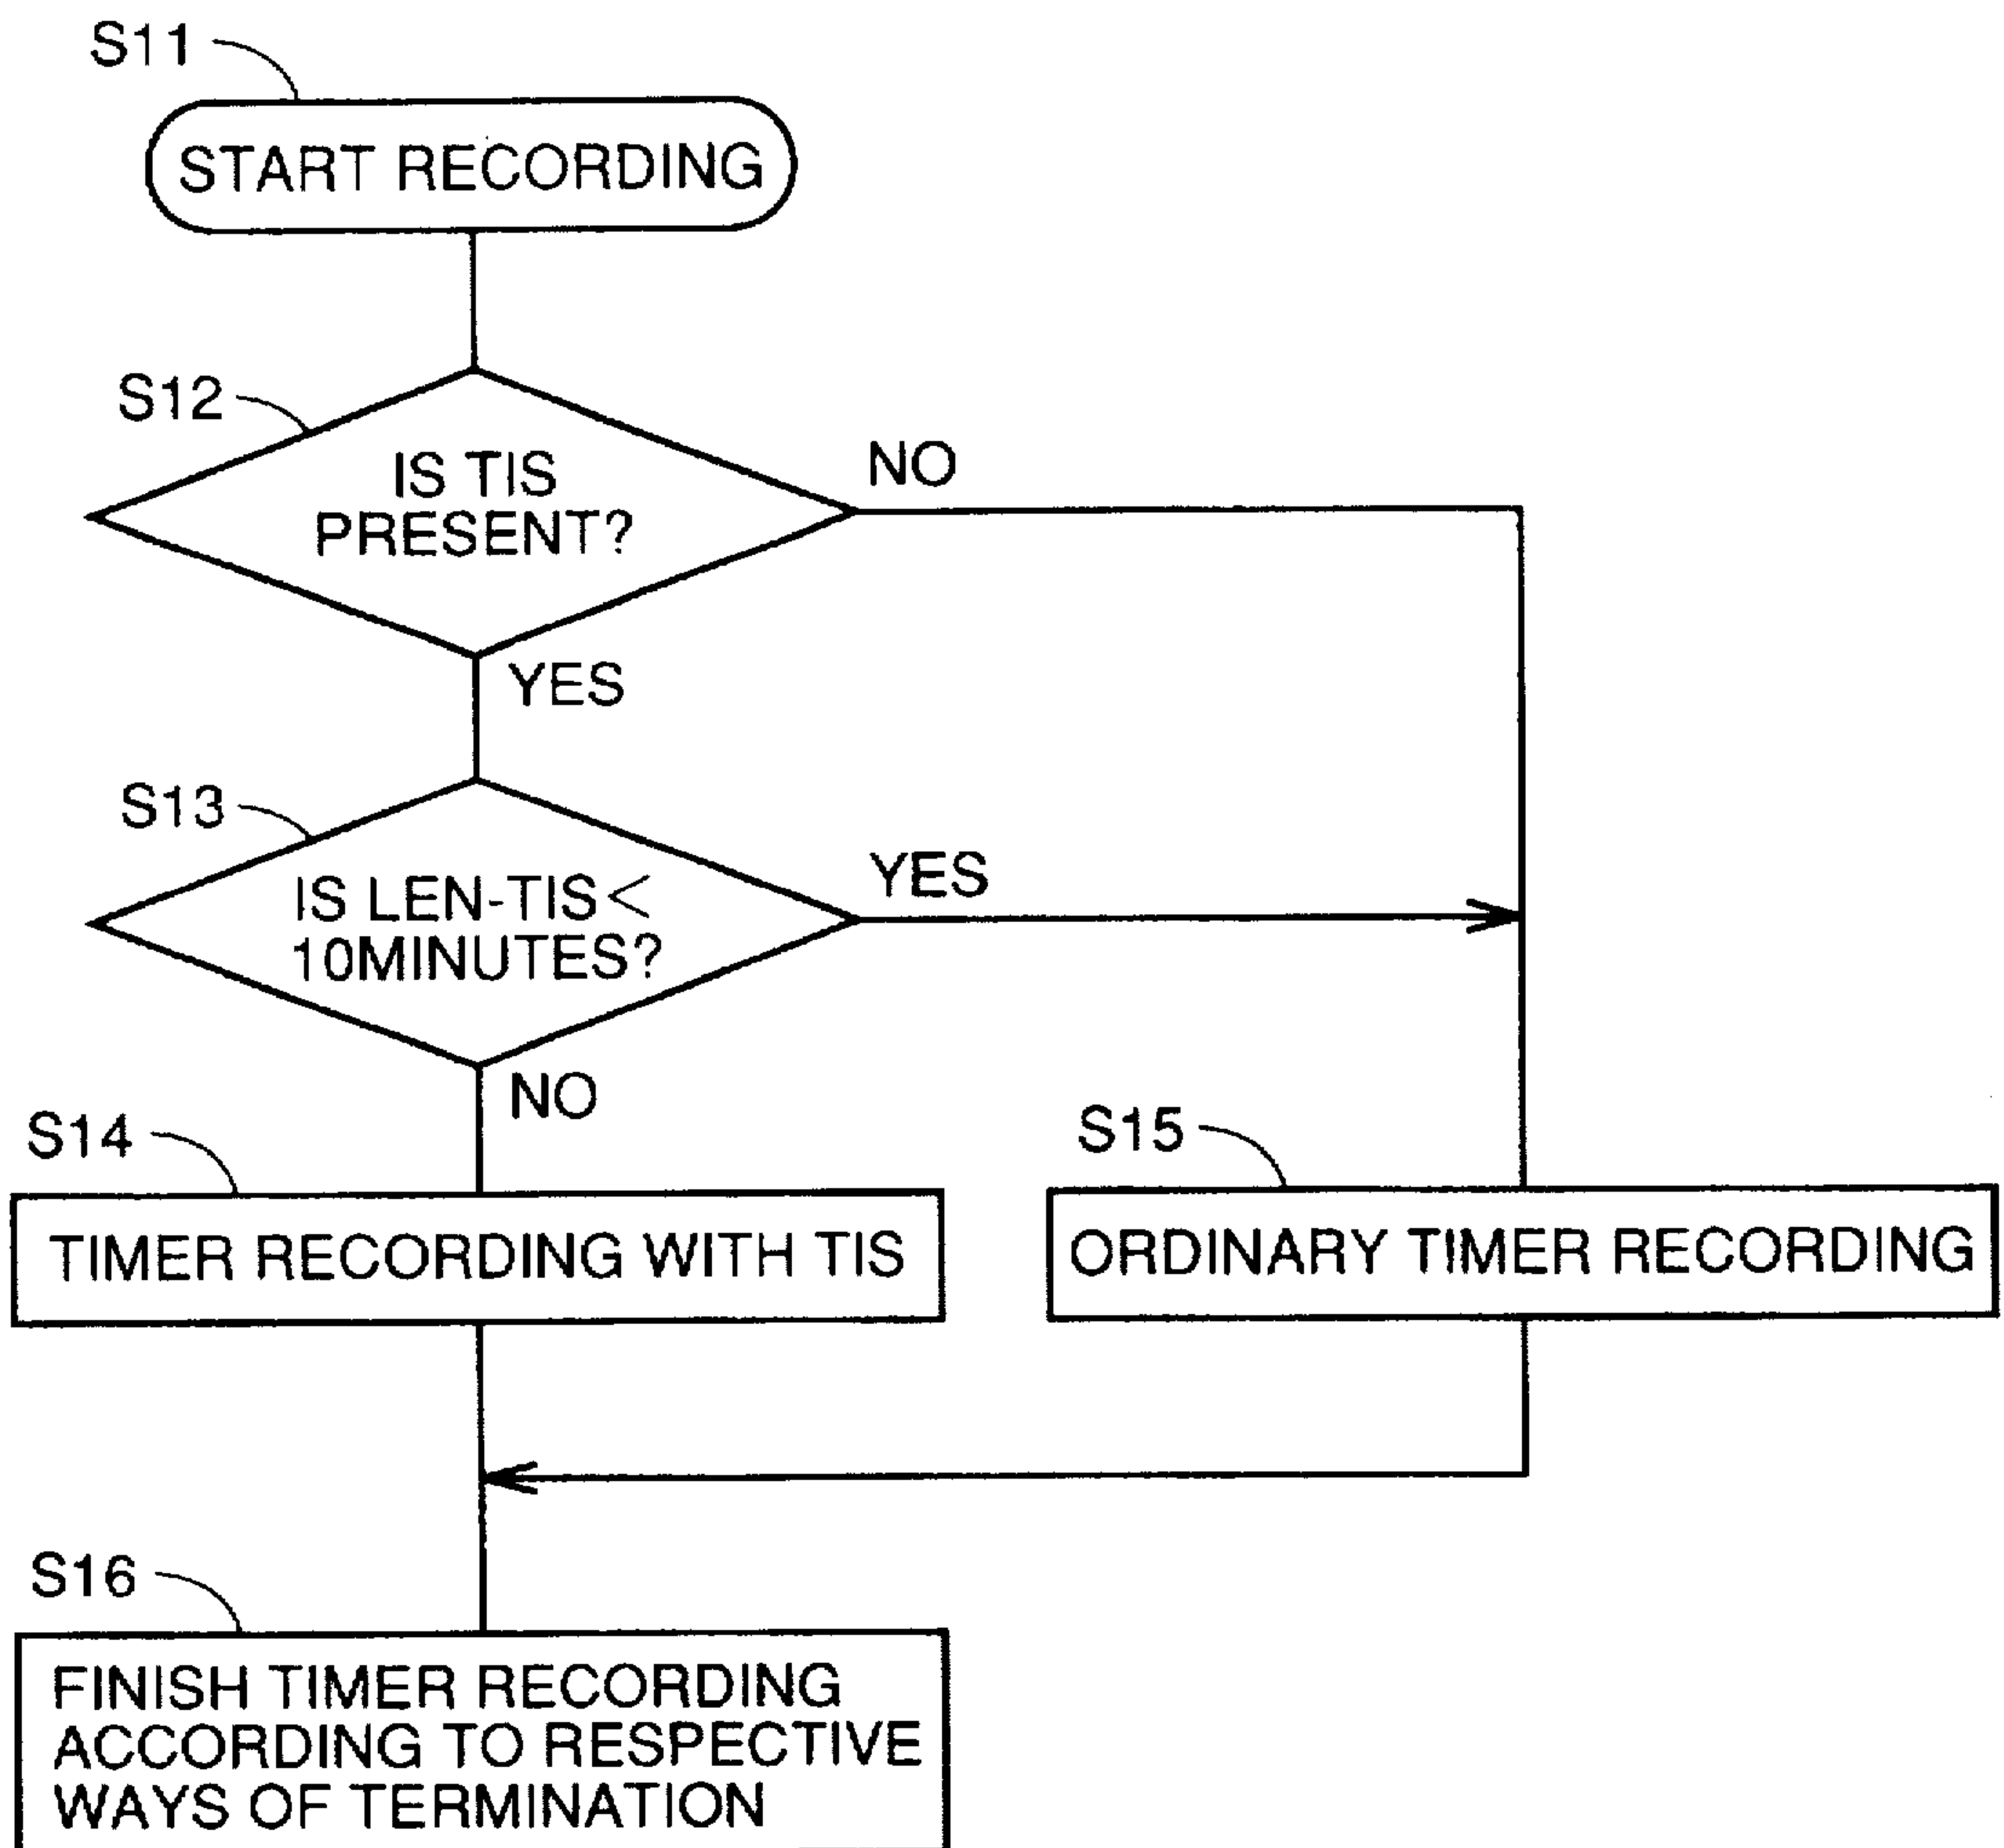 S11
START RECORDING
S12
IS TIS
PRESENT?
NO
YES
S13
IS LEN-TIS<
10MINUTES?
YES
NO
S14
TIMER RECORDING WITH TIS
S15
ORDINARY TIMER RECORDING
S16
FINISH TIMER RECORDING
ACCORDING TO RESPECTIVE
WAYS OF TERMINATION